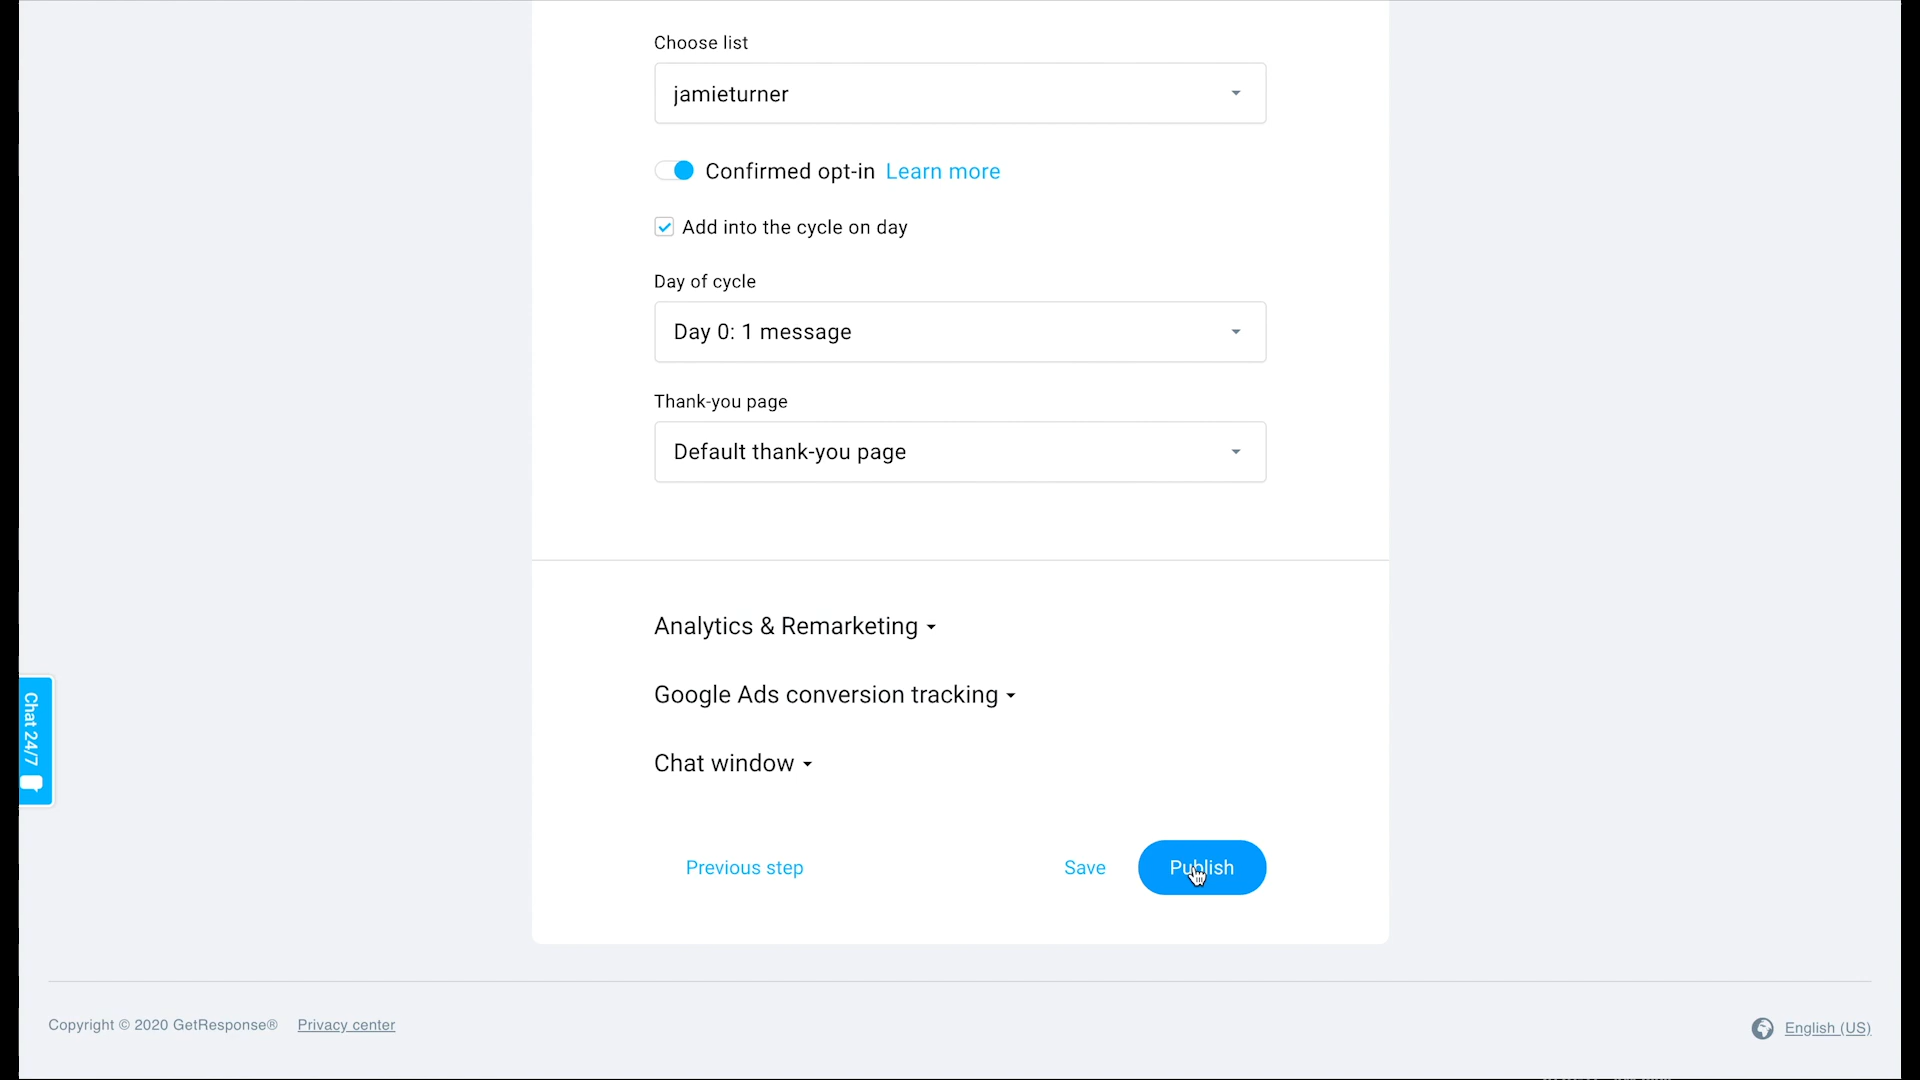 Choose list
jamieturner
Confirmed opt-in Learn more
Add into the cycle on day
Day of cycle
Day 0: 1 message
Thank-you page
Default thank-you page
Analytics & Remarketing
Google Ads conversion tracking
Chat window
Chat 24/7
Previous step Save Publish
Copyright © 2020 GetResponse® Privacy center English (US)